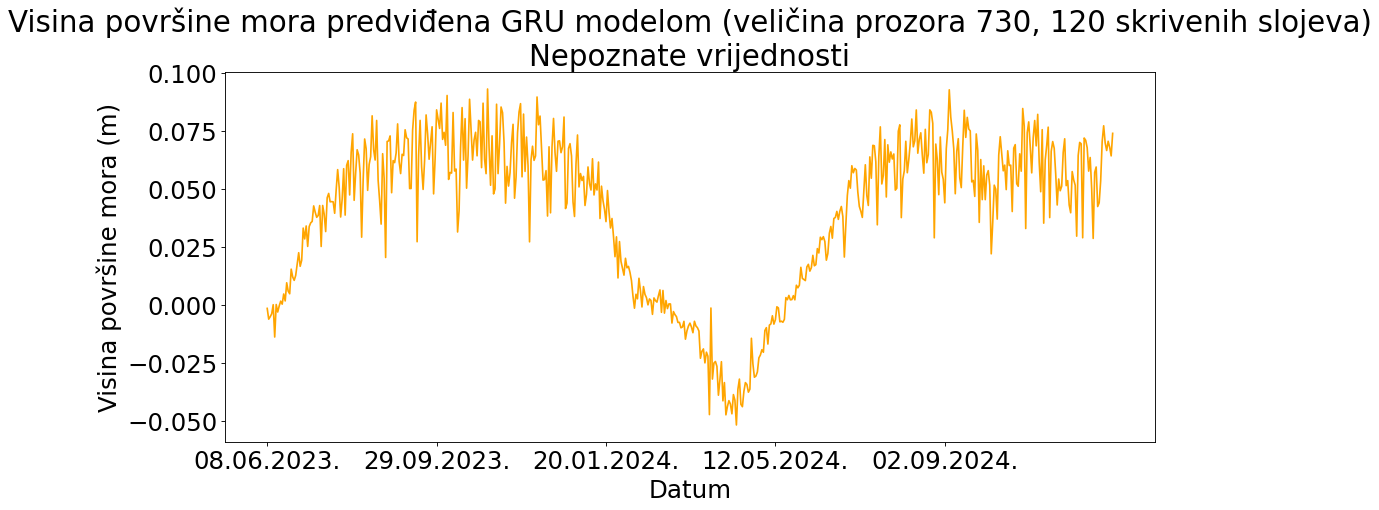 Visina površine mora predviđena GRU modelom (veličina prozora 730, 120 skrivenih slojeva)
Nepoznate vrijednosti
Visina površine mora (m)
0.100
0.075
0.050
0.025
0.000
−0.025
−0.050
08.06.2023. 29.09.2023. 20.01.2024. 12.05.2024. 02.09.2024.
Datum